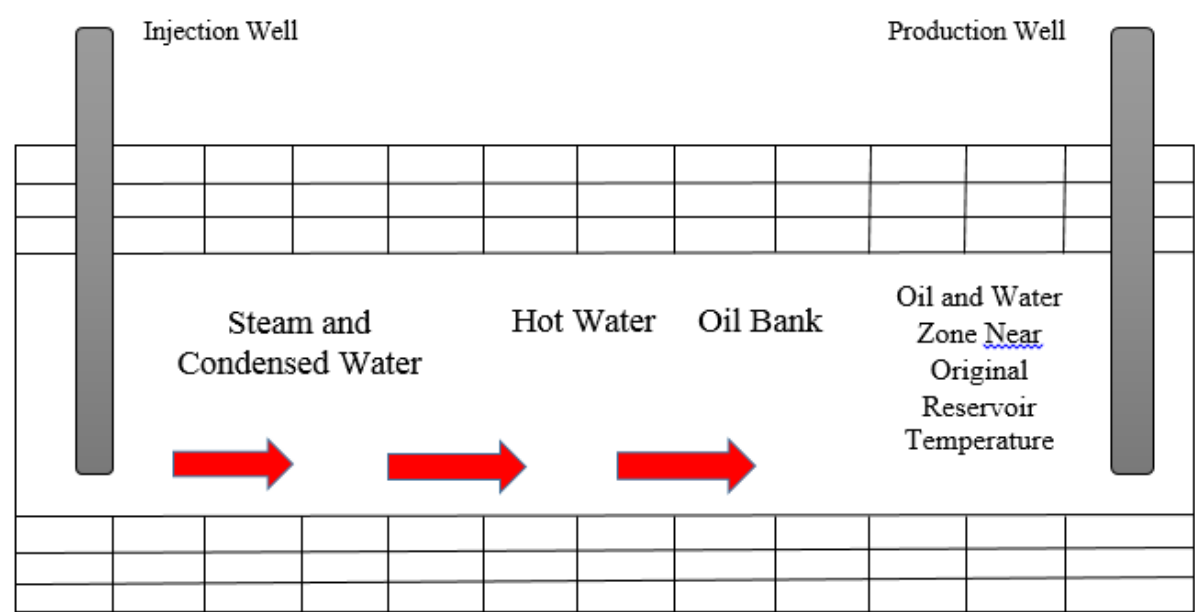 Injection Well
Production Well
Steam and
Condensed Water
Hot Water
Oil Bank
Oil and Water
Zone Near
Original
Reservoir
Temperature